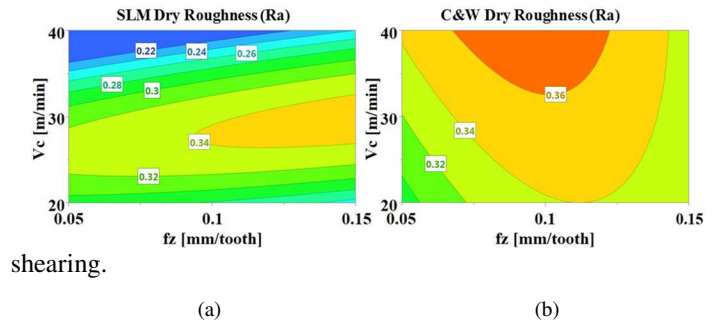 SLM Dry Roughness (Ra)
C&W Dry Roughness (Ra)
40
30
20
Vc [m/min]
0.22
0.24
0.26
0.28
0.3
0.34
0.32
0.05
0.1
0.15
fz [mm/tooth]
40
30
20
Vc [m/min]
0.36
0.34
0.32
0.05
0.1
0.15
fz [mm/tooth]
shearing.
(a)
(b)